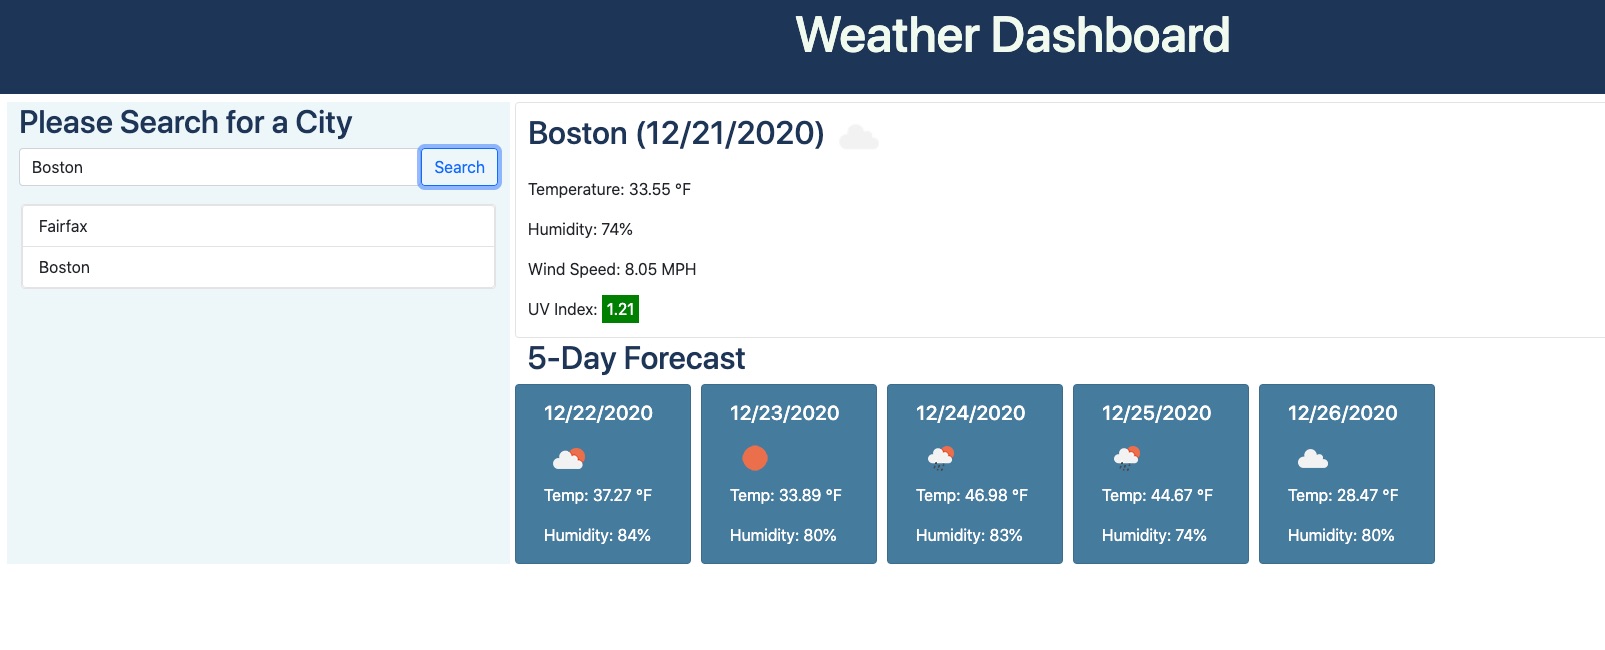 Weather Dashboard
Please Search for a City
Boston
Search
Fairfax
Boston
Boston (12/21/2020)
Temperature: 33.55 °F
Humidity: 74%
Wind Speed: 8.05 MPH
UV Index: 1.21
5-Day Forecast
12/22/2020
Temp: 37.27 °F
Humidity: 84%
12/23/2020
Temp: 33.89 °F
Humidity: 80%
12/24/2020
Temp: 46.98 °F
Humidity: 83%
12/25/2020
Temp: 44.67 °F
Humidity: 74%
12/26/2020
Temp: 28.47 °F
Humidity: 80%